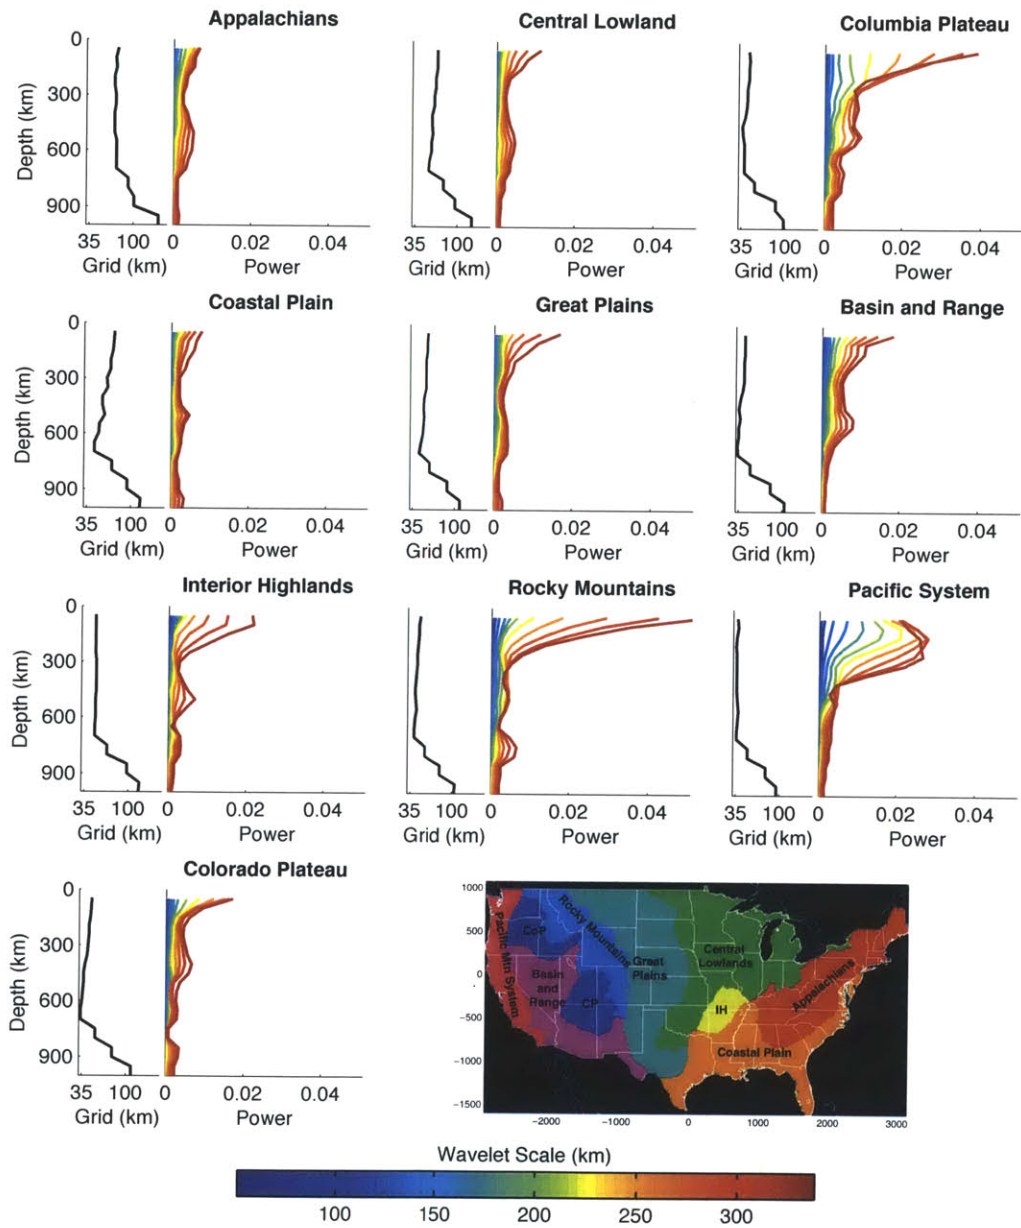 Appalachians
Central Lowland
Columbia Plateau
0
300
600
900
Depth (km)
35 100
Grid (km)
0 0.02 0.04
Power
35 100
Grid (km)
0 0.02 0.04
Power
35 100
Grid (km)
0 0.02 0.04
Power
Coastal Plain
Great Plains
Basin and Range
0
300
600
900
Depth (km)
35 100
Grid (km)
0 0.02 0.04
Power
35 100
Grid (km)
0 0.02 0.04
Power
35 100
Grid (km)
0 0.02 0.04
Power
Interior Highlands
Rocky Mountains
Pacific System
0
300
600
900
Depth (km)
35 100
Grid (km)
0 0.02 0.04
Power
35 100
Grid (km)
0 0.02 0.04
Power
35 100
Grid (km)
0 0.02 0.04
Power
Colorado Plateau
0
300
600
900
Depth (km)
35 100
Grid (km)
0 0.02 0.04
Power
1000
500
0
-500
-1000
-1500
-2000 -1000 0 1000 2000 3000
Pacific Mtn System
CoP
Rocky Mountains
Basin and Range
CP
Great Plains
Central Lowlands
IH
Appalachians
Coastal Plain
Wavelet Scale (km)
100 150 200 250 300